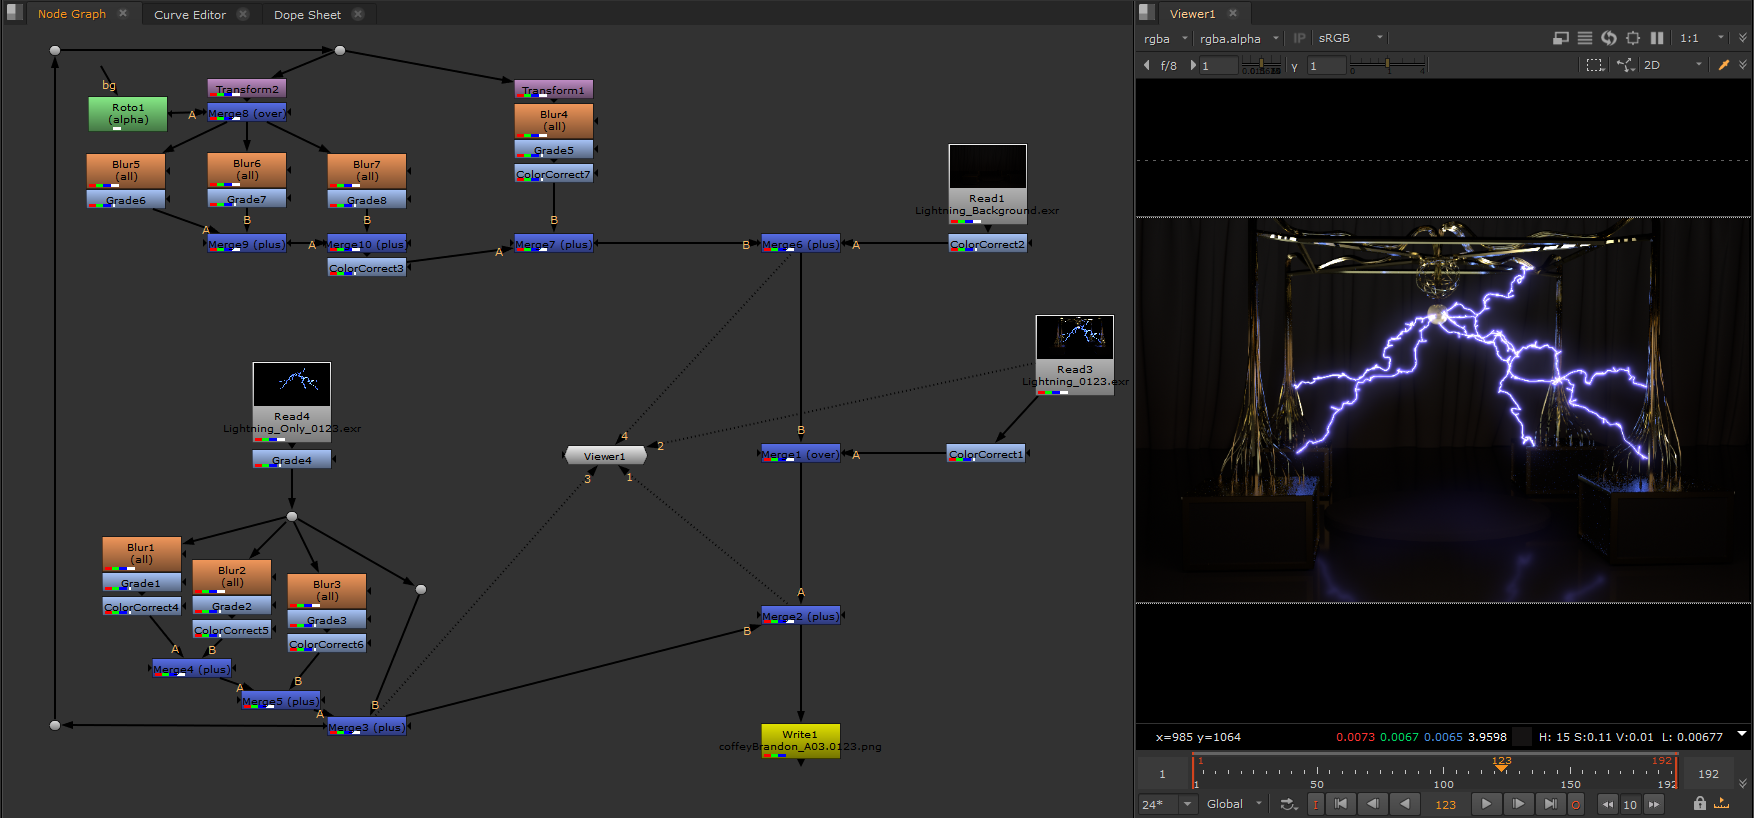 Node Graph
Curve Editor
Dope Sheet
bg
Roto1
(alpha)
A
Transform2
Merge8 (over)
Blur5
(all)
Grade6
Blur6
(all)
Grade7
Blur7
(all)
Grade8
A
B
B
Merge9 (plus)
A
Merge10 (plus)
ColorCorrect3
Transform1
Blur4
(all)
Grade5
ColorCorrect7
B
A
Merge7 (plus)
B
Merge6 (plus)
A
Read1
Lightning_Background.exr
ColorCorrect2
Read3
Lightning_0123.exr
Read4
Lightning_Only_0123.exr
Grade4
4
2
Viewer1
3
1
B
Merge1 (over)
A
ColorCorrect1
Blur1
(all)
Grade1
ColorCorrect4
Blur2
(all)
Grade2
ColorCorrect5
Blur3
(all)
Grade3
ColorCorrect6
A
B
Merge4 (plus)
A
B
Merge5 (plus)
A
B
Merge3 (plus)
A
B
Merge2 (plus)
Write1
coffeyBrandon_A03.0123.png
Viewer1
rgba
rgba.alpha
IP
sRGB
1:1
f/8
1
γ
1
0
1
4
2D
x=985 y=1064
0.0073 0.0067 0.0065 3.9598
H: 15 S:0.11 V:0.01 L: 0.00677
1
1
123
192
1
50
100
150
192
192
24*
Global
I
123
O
10